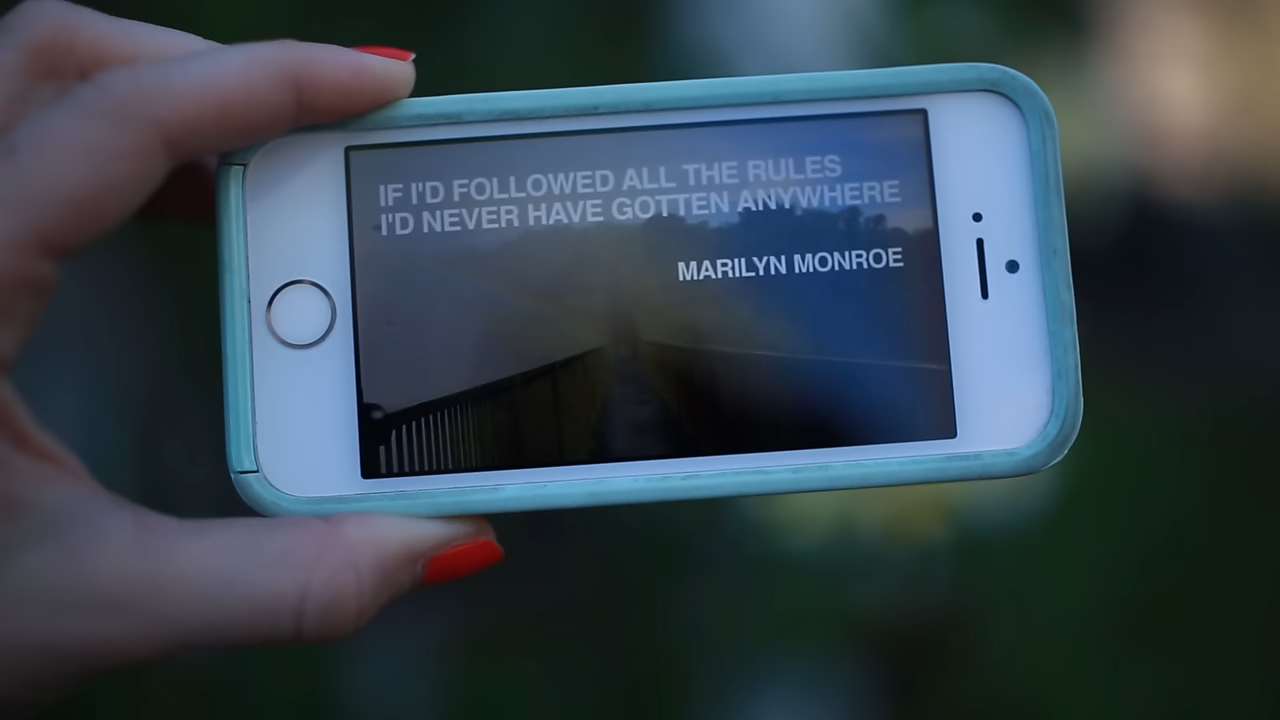 IF I'D FOLLOWED ALL THE RULES
I'D NEVER HAVE GOTTEN ANYWHERE
MARILYN MONROE